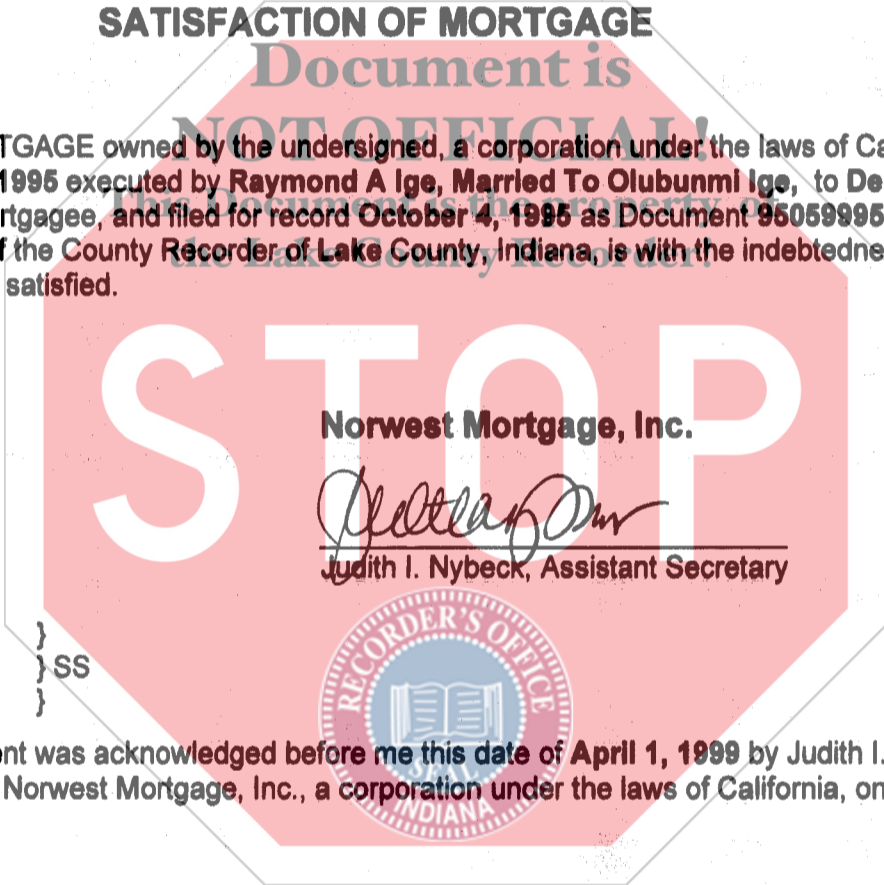 SATISFACTION OF MORTGAGE
Document is
NOT OFFICIAL!
TGAGE owned by the undersigned, a corporation under the laws of Ca
1995 executed by Raymond A Ige, Married To Olubunmi Ige, to De
This Document is the property of
rtgagee, and filed for record October 4, 1995 as Document 95059995
f the County Recorder of Lake County, Indiana, is with the indebtedne
the Lake County Recorder!
satisfied.
STOP
Norwest Mortgage, Inc.
Judith I. Nybeck, Assistant Secretary
RECORDER'S OFFICE
} SS
nt was acknowledged before me this date of April 1, 1999 by Judith I.
SEAL
Norwest Mortgage, Inc., a corporation under the laws of California, on
INDIANA